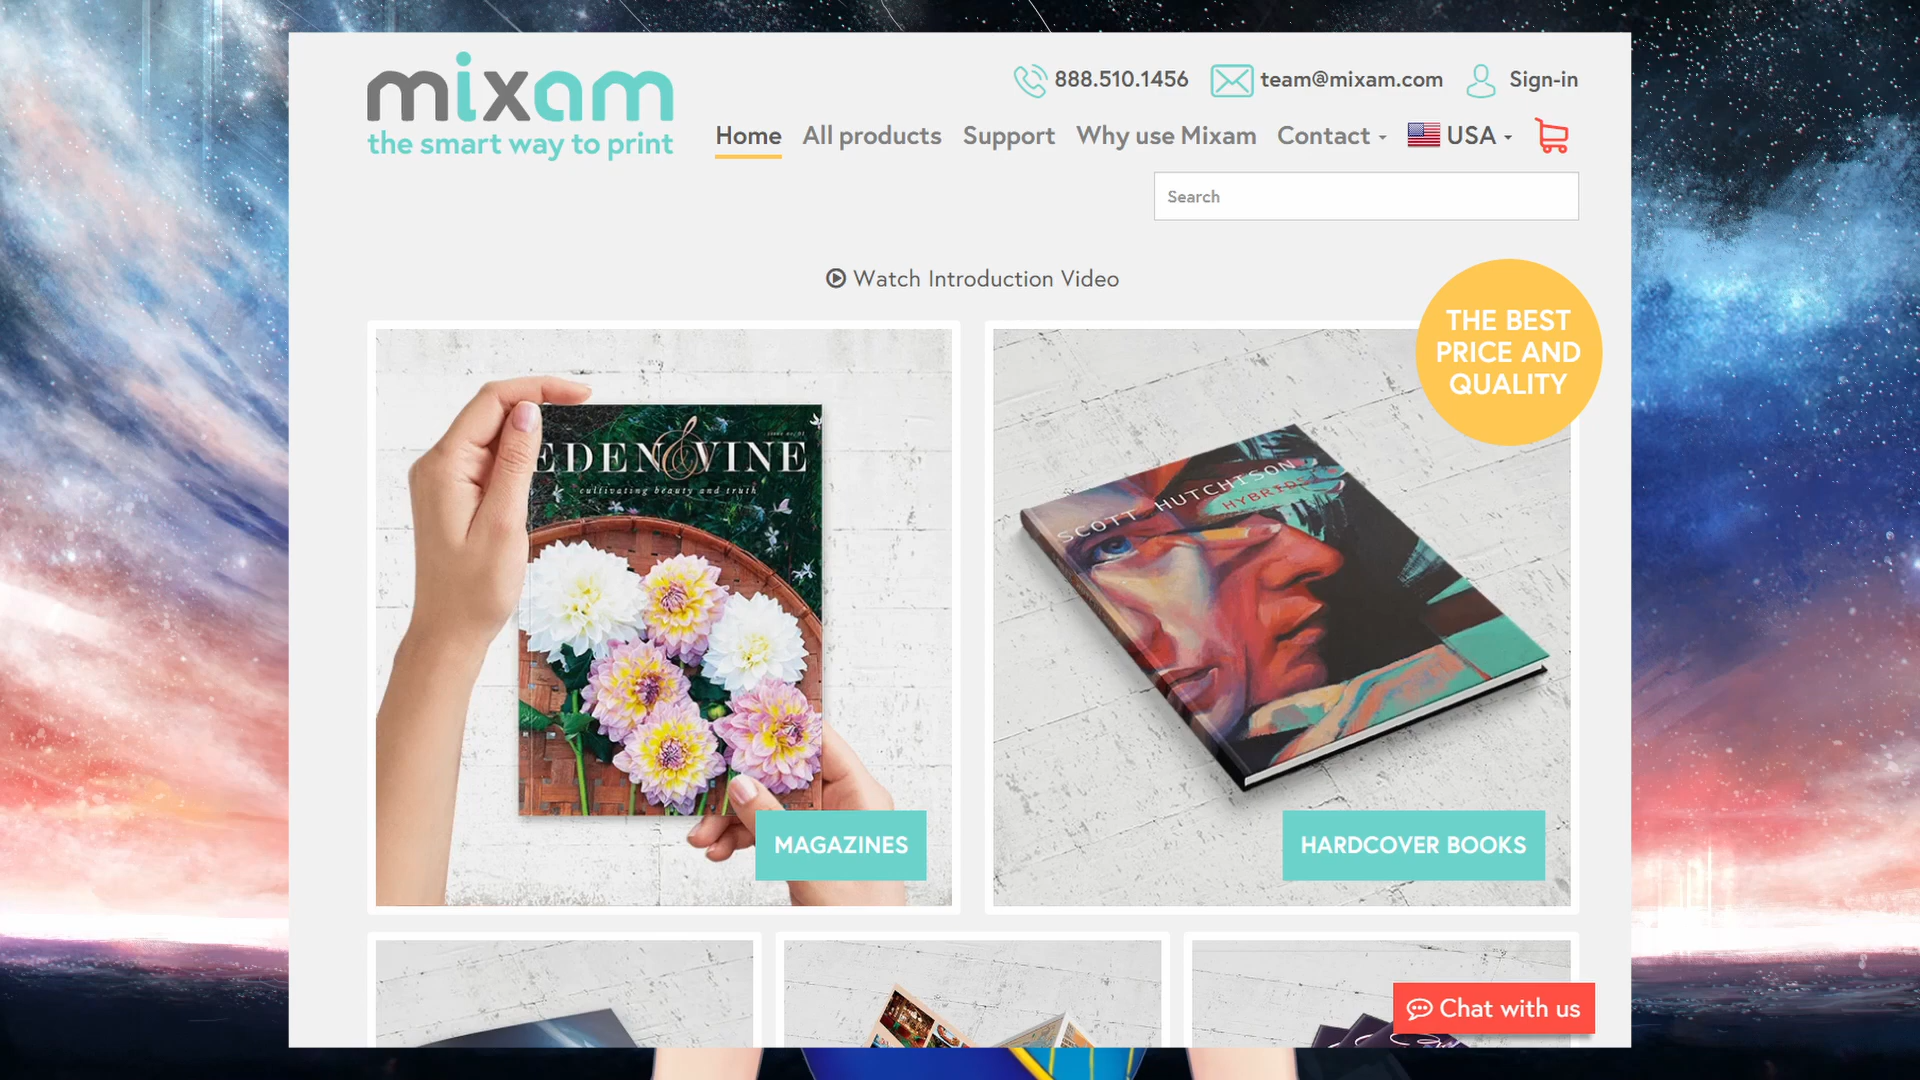 mixam
the smart way to print
888.510.1456
team@mixam.com
Sign-in
Home
All products
Support
Why use Mixam
Contact
USA
Search
Watch Introduction Video
THE BEST
PRICE AND
QUALITY
EDEN&VINE
cultivating beauty and truth
SCOTT HUTCHISON
HYBRIDS
MAGAZINES
HARDCOVER BOOKS
Chat with us